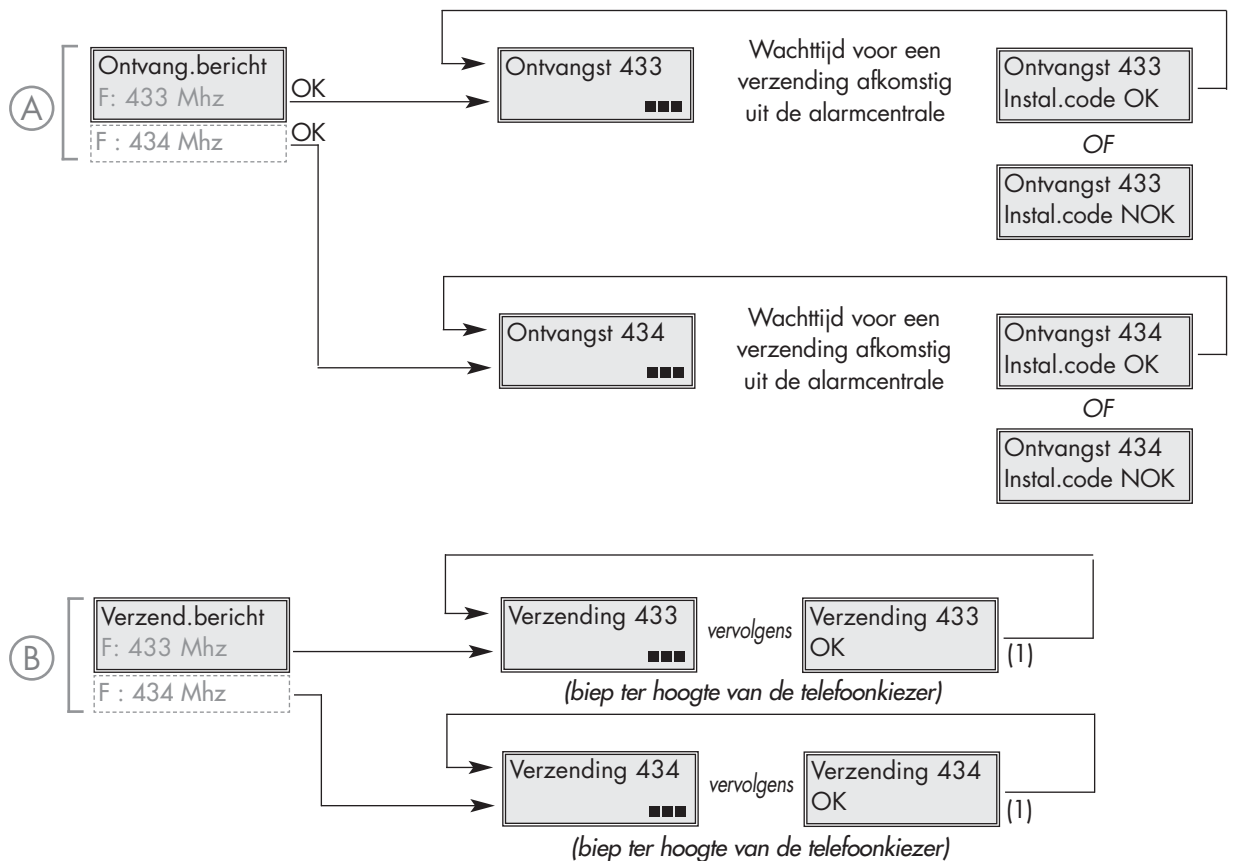 A
Ontvang.bericht
F: 433 Mhz
OK
F : 434 Mhz
OK
Ontvangst 433
Wachttijd voor een
verzending afkomstig
uit de alarmcentrale
Ontvangst 433
Instal.code OK
OF
Ontvangst 433
Instal.code NOK
Ontvangst 434
Wachttijd voor een
verzending afkomstig
uit de alarmcentrale
Ontvangst 434
Instal.code OK
OF
Ontvangst 434
Instal.code NOK
B
Verzend.bericht
F: 433 Mhz
F : 434 Mhz
Verzending 433
vervolgens
Verzending 433
OK
(1)
(biep ter hoogte van de telefoonkiezer)
Verzending 434
vervolgens
Verzending 434
OK
(1)
(biep ter hoogte van de telefoonkiezer)